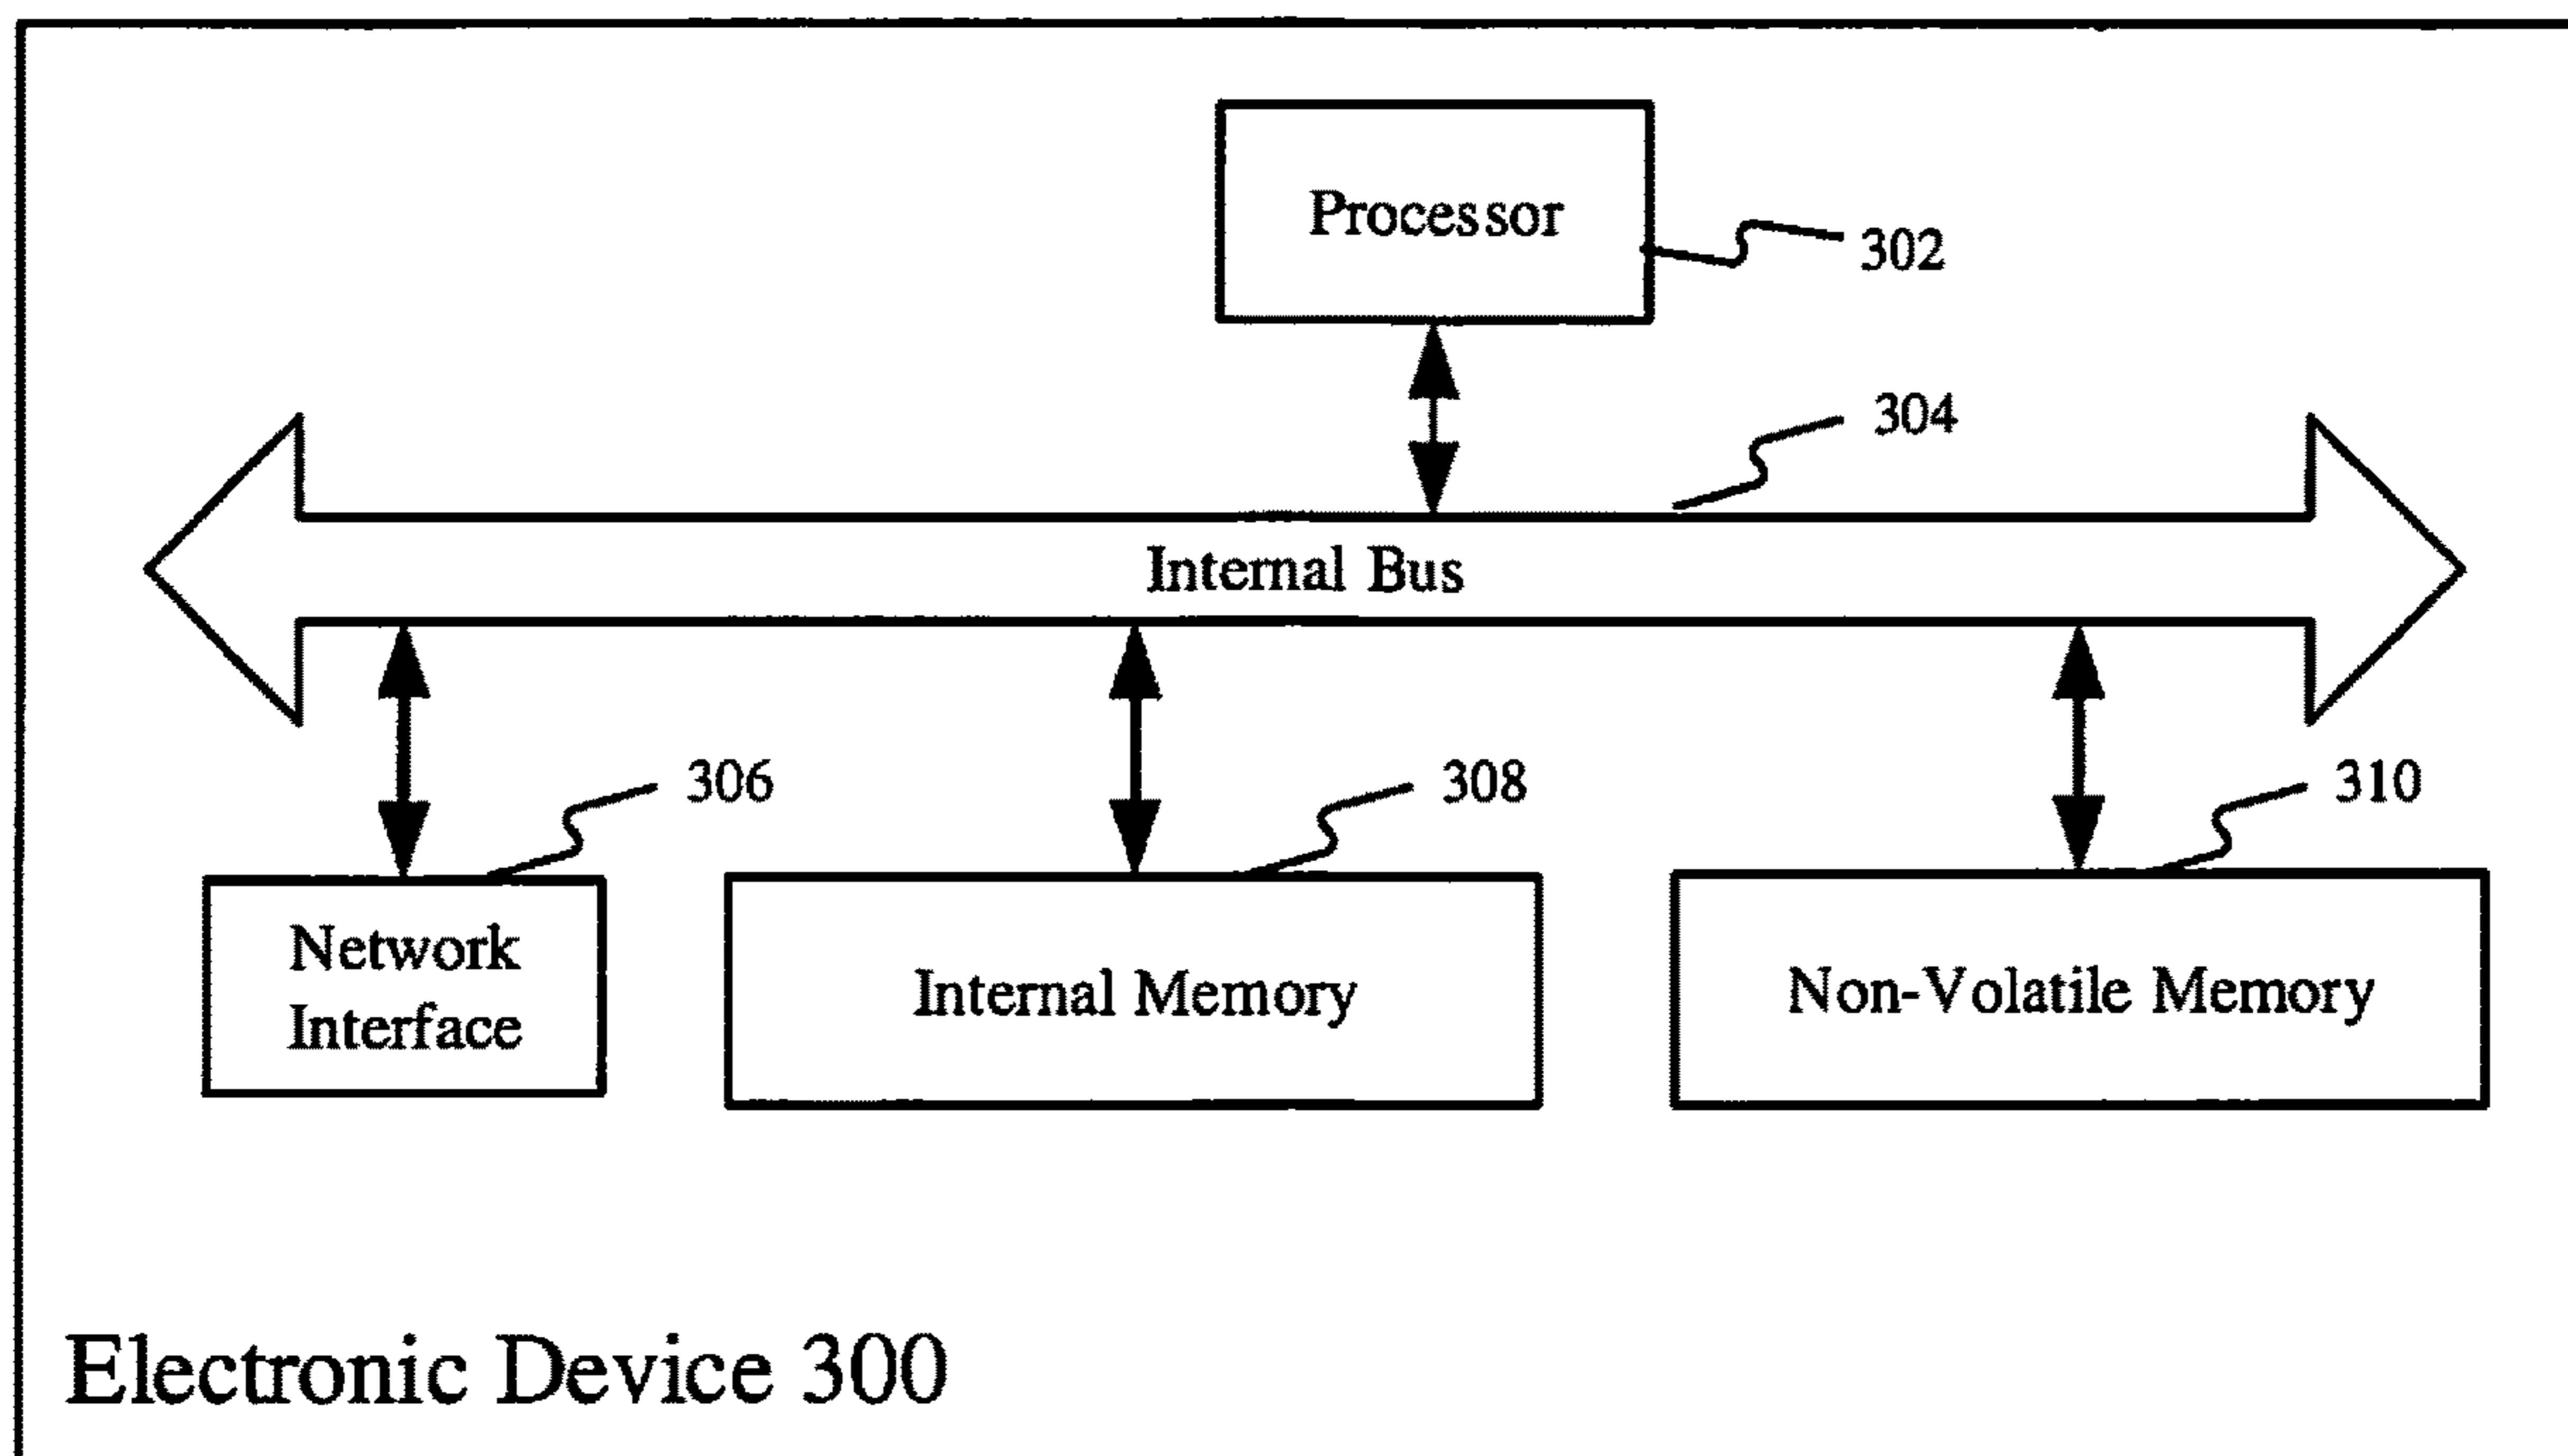 Processor
302
304
Internal Bus
306
308
310
Network
Interface
Internal Memory
Non-Volatile Memory
Electronic Device 300